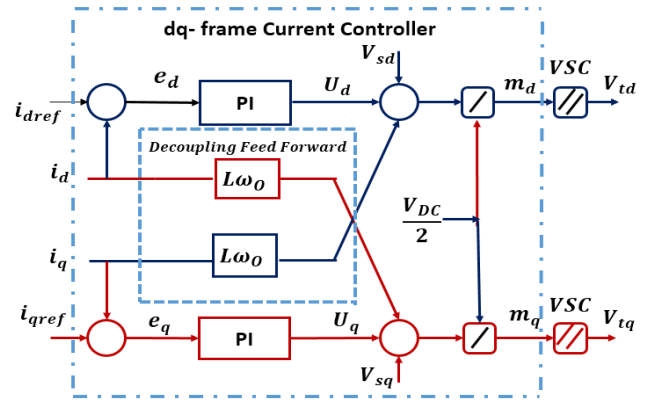 dq- frame Current Controller
V_sd
e_d
U_d
m_d
VSC
V_td
PI
i_dref
Decoupling Feed Forward
i_d
Lω_O
V_DC
2
i_q
Lω_O
i_qref
e_q
U_q
m_q
VSC
V_tq
PI
V_sq